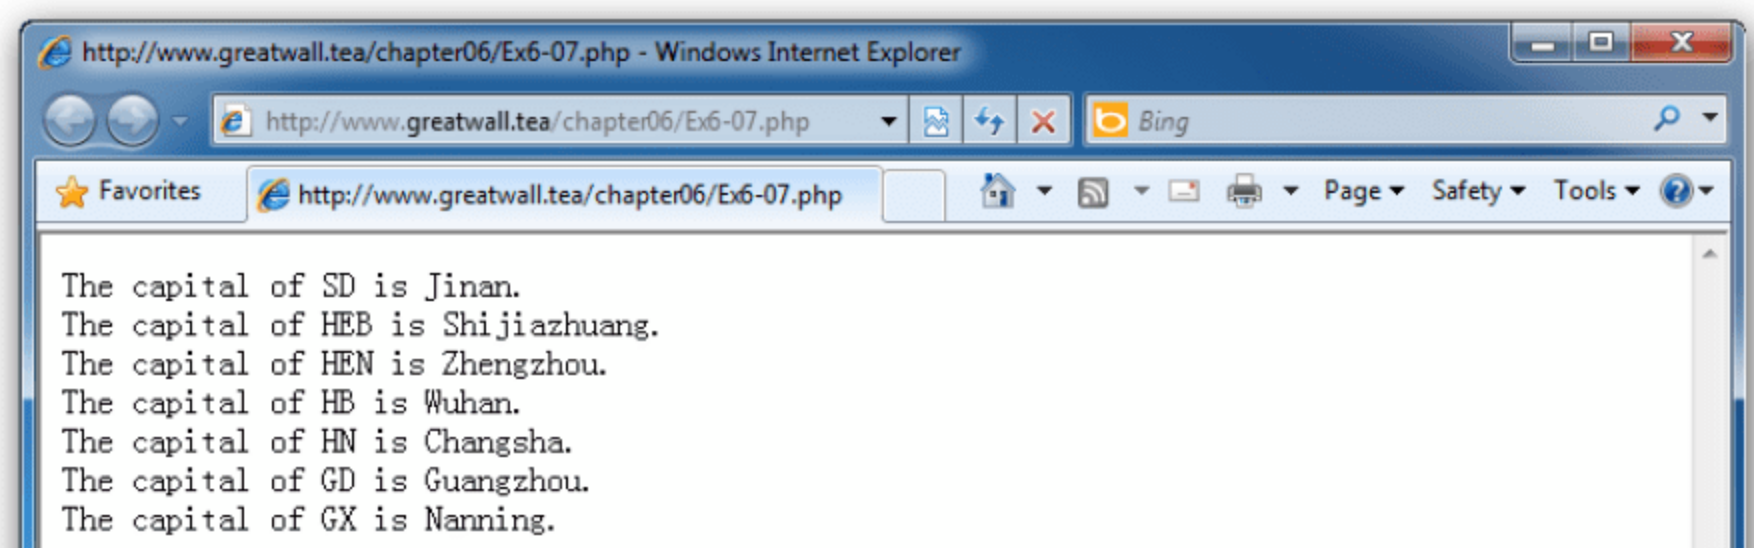 http://www.greatwall.tea/chapter06/Ex6-07.php - Windows Internet Explorer
http://www.greatwall.tea/chapter06/Ex6-07.php Bing
Favorites http://www.greatwall.tea/chapter06/Ex6-07.php Page Safety Tools
The capital of SD is Jinan.
The capital of HEB is Shijiazhuang.
The capital of HEN is Zhengzhou.
The capital of HB is Wuhan.
The capital of HN is Changsha.
The capital of GD is Guangzhou.
The capital of GX is Nanning.